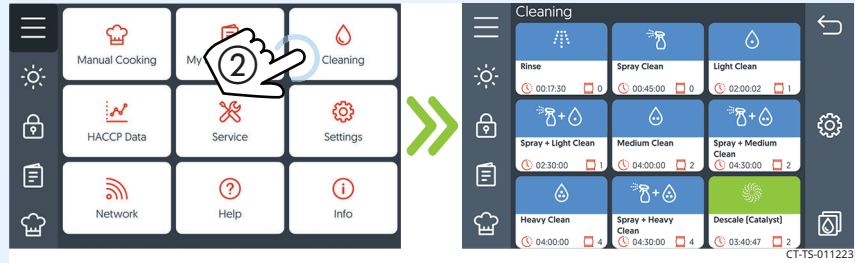 Manual Cooking
My
2
Cleaning
HACCP Data
Service
Settings
Network
Help
Info
Cleaning
Rinse
00:17:30 0
Spray Clean
00:45:00 0
Light Clean
02:00:02 1
Spray + Light Clean
02:30:00 1
Medium Clean
04:00:00 2
Spray + Medium
Clean
04:30:00 2
Heavy Clean
04:00:00 4
Spray + Heavy
Clean
04:30:00 4
Descale (Catalyst)
03:40:47 2
CT-TS-011223